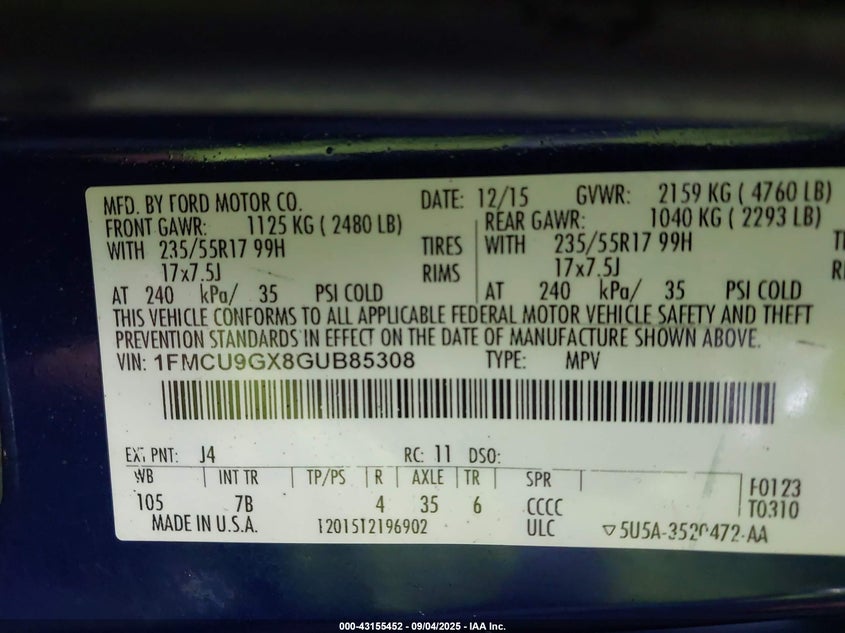 MFD. BY FORD MOTOR CO. DATE: 12/15 GVWR: 2159 KG ( 4760 LB)
FRONT GAWR: 1125 KG ( 2480 LB) REAR GAWR: 1040 KG ( 2293 LB)
WITH 235/55R17 99H TIRES WITH 235/55R17 99H
17x7.5J RIMS 17x7.5J
AT 240 kPa/ 35 PSI COLD AT 240 kPa/ 35 PSI COLD
THIS VEHICLE CONFORMS TO ALL APPLICABLE FEDERAL MOTOR VEHICLE SAFETY AND THEFT
PREVENTION STANDARDS IN EFFECT ON THE DATE OF MANUFACTURE SHOWN ABOVE.
VIN: 1FMCU9GX8GUB85308 TYPE: MPV
EXT PNT: J4 RC: 11 DSO:
WB INT TR TP/PS R AXLE TR SPR
105 7B 4 35 6 CCCC F0123
T0310
MADE IN U.S.A. ULC
000-43155452 - 09/04/2025 - IAA Inc.